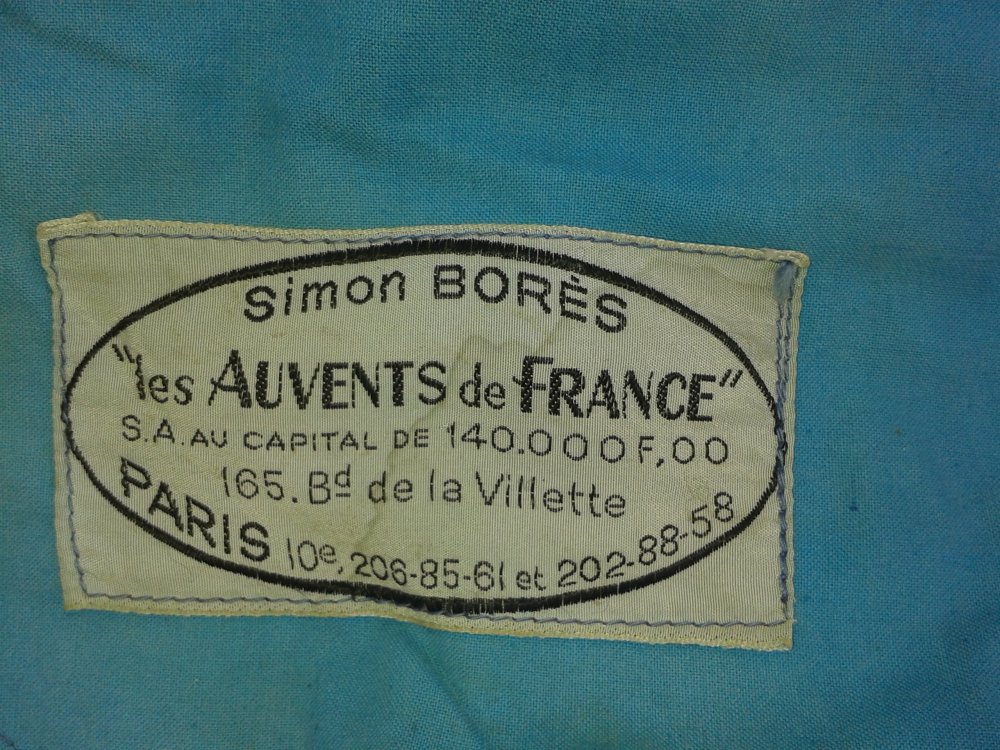 Simon BORÈS
"les AUVENTS de FRANCE"
S.A. AU CAPITAL DE 140.000F,00
165. Bd de la Villette
PARIS 10e, 206-85-61 et 202-88-58